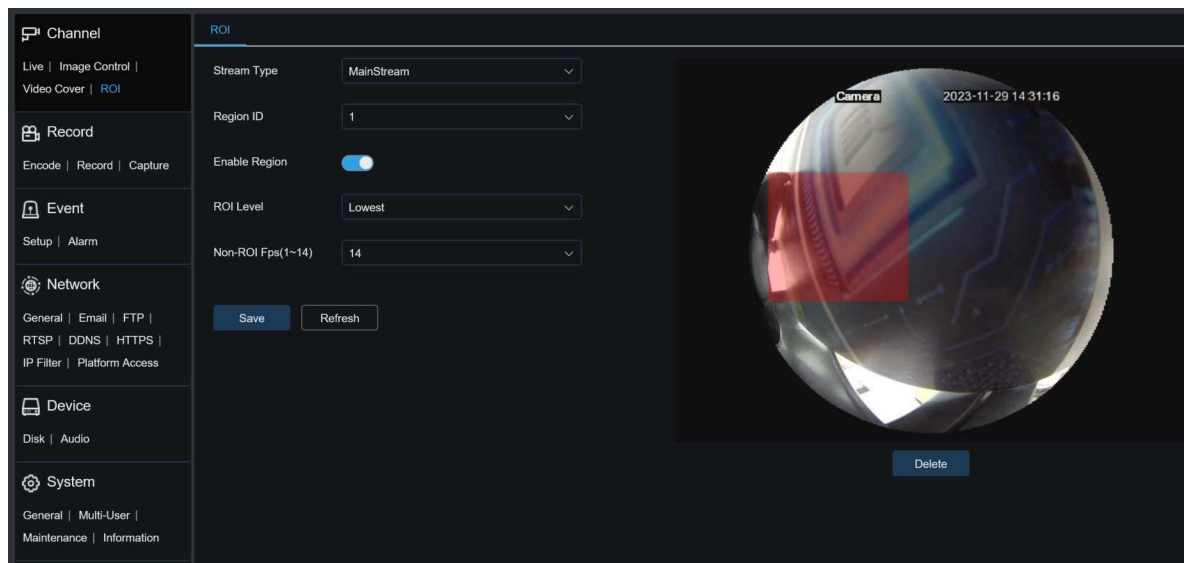 Channel
Live | Image Control |
Video Cover | ROI
Record
Encode | Record | Capture
Event
Setup | Alarm
Network
General | Email | FTP |
RTSP | DDNS | HTTPS |
IP Filter | Platform Access
Device
Disk | Audio
System
General | Multi-User |
Maintenance | Information
ROI
Stream Type MainStream
Region ID 1
Enable Region
ROI Level Lowest
Non-ROI Fps(1~14) 14
Save Refresh
Camera 2023-11-29 14:31:16
Delete